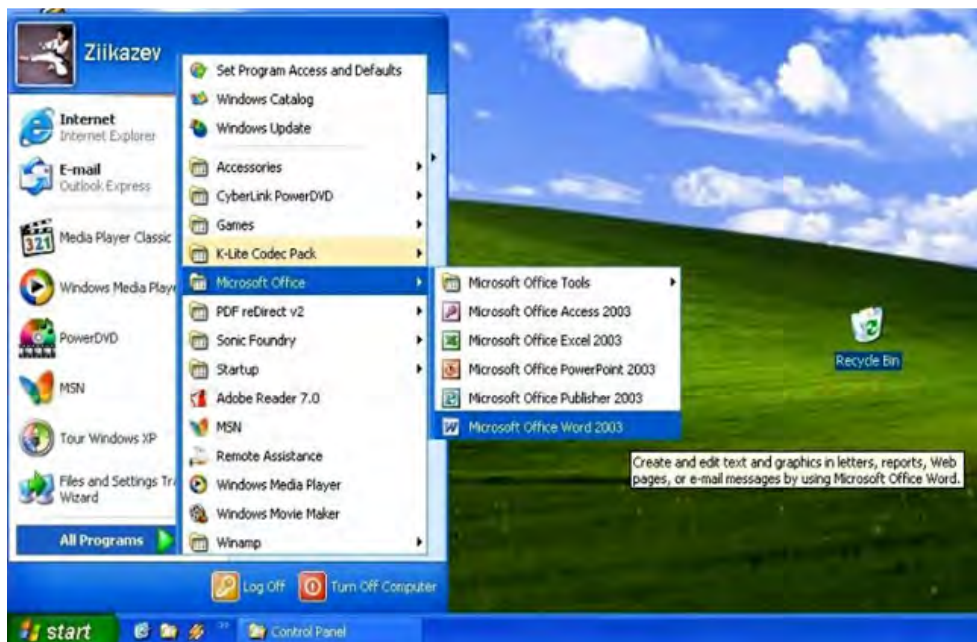 Ziikazev
Internet
Internet Explorer
E-mail
Outlook Express
Media Player Classic
Windows Media Playe
PowerDVD
MSN
Tour Windows XP
Files and Settings Tr
Wizard
All Programs
Set Program Access and Defaults
Windows Catalog
Windows Update
Accessories
CyberLink PowerDVD
Games
K-Lite Codec Pack
Microsoft Office
PDF reDirect v2
Sonic Foundry
Startup
Adobe Reader 7.0
MSN
Remote Assistance
Windows Media Player
Windows Movie Maker
Winamp
Microsoft Office Tools
Microsoft Office Access 2003
Microsoft Office Excel 2003
Microsoft Office PowerPoint 2003
Microsoft Office Publisher 2003
Microsoft Office Word 2003
Create and edit text and graphics in letters, reports, Web
pages, or e-mail messages by using Microsoft Office Word.
Recycle Bin
Log Off
Turn Off Computer
start
Control Panel
321